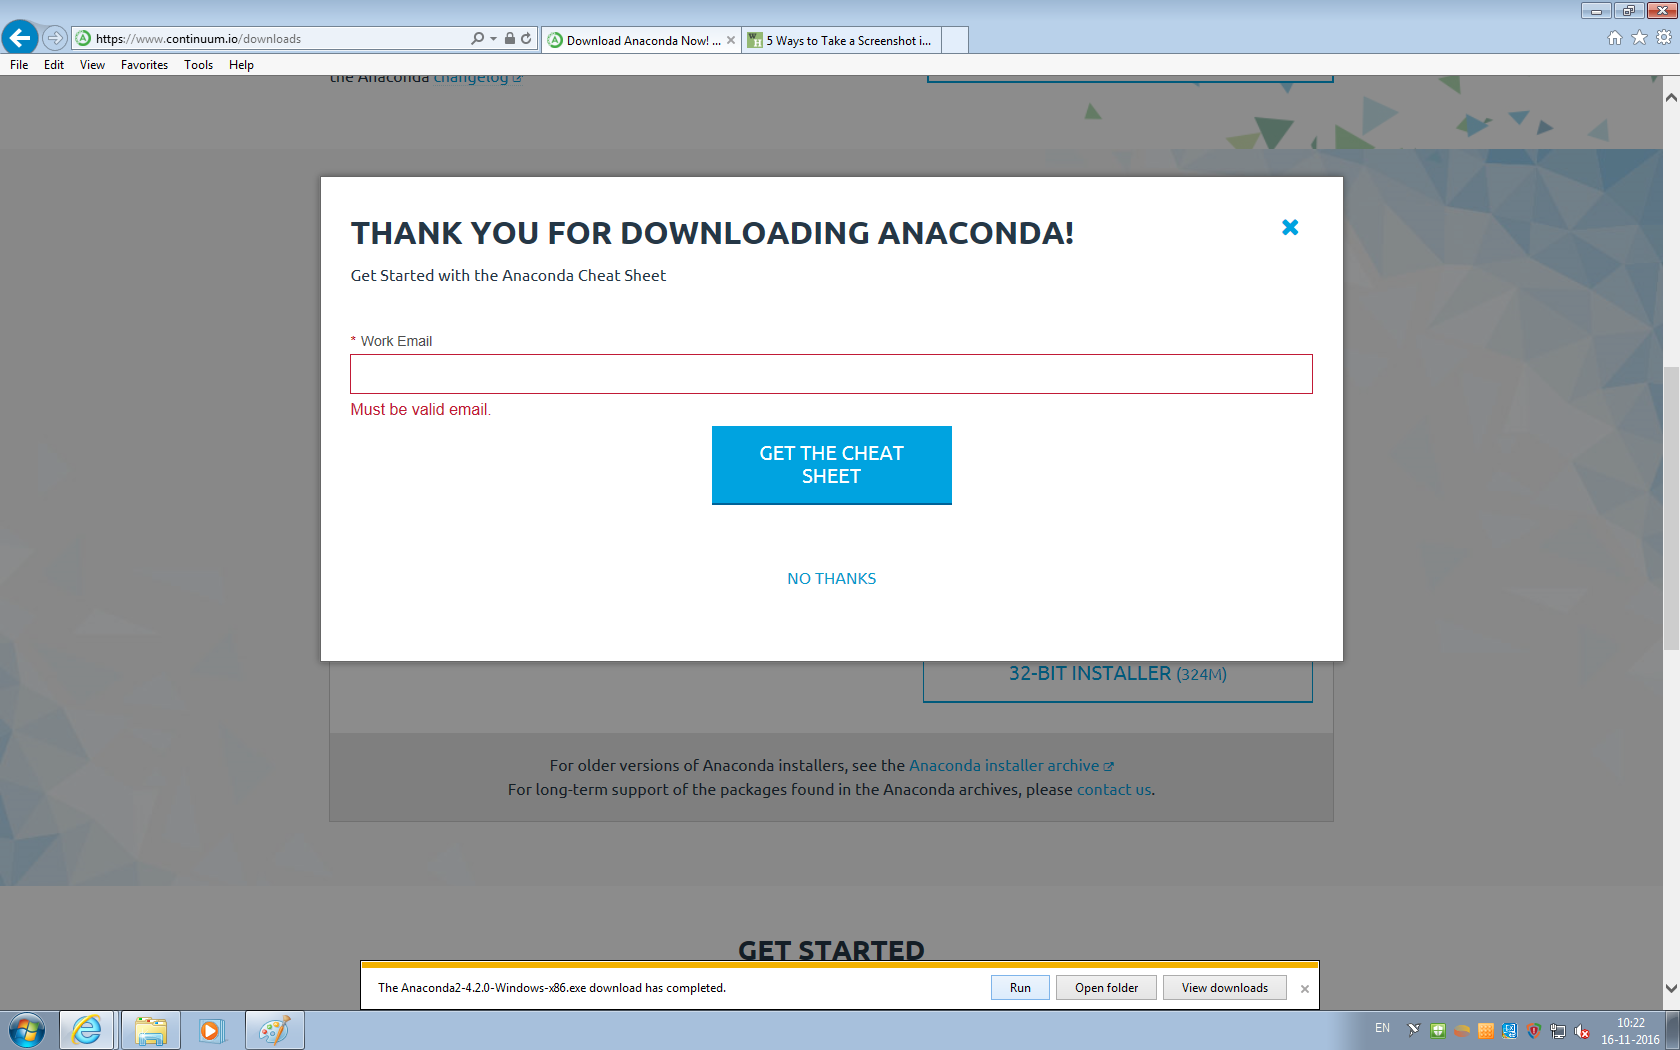 https://www.continuum.io/downloads
Download Anaconda Now! ...
5 Ways to Take a Screenshot i...
File Edit View Favorites Tools Help
the Anaconda changelog
THANK YOU FOR DOWNLOADING ANACONDA!
Get Started with the Anaconda Cheat Sheet
* Work Email
Must be valid email.
GET THE CHEAT
SHEET
NO THANKS
32-BIT INSTALLER (324M)
For older versions of Anaconda installers, see the Anaconda installer archive
For long-term support of the packages found in the Anaconda archives, please contact us.
GET STARTED
The Anaconda2-4.2.0-Windows-x86.exe download has completed.
Run
Open folder
View downloads
EN
10:22
16-11-2016